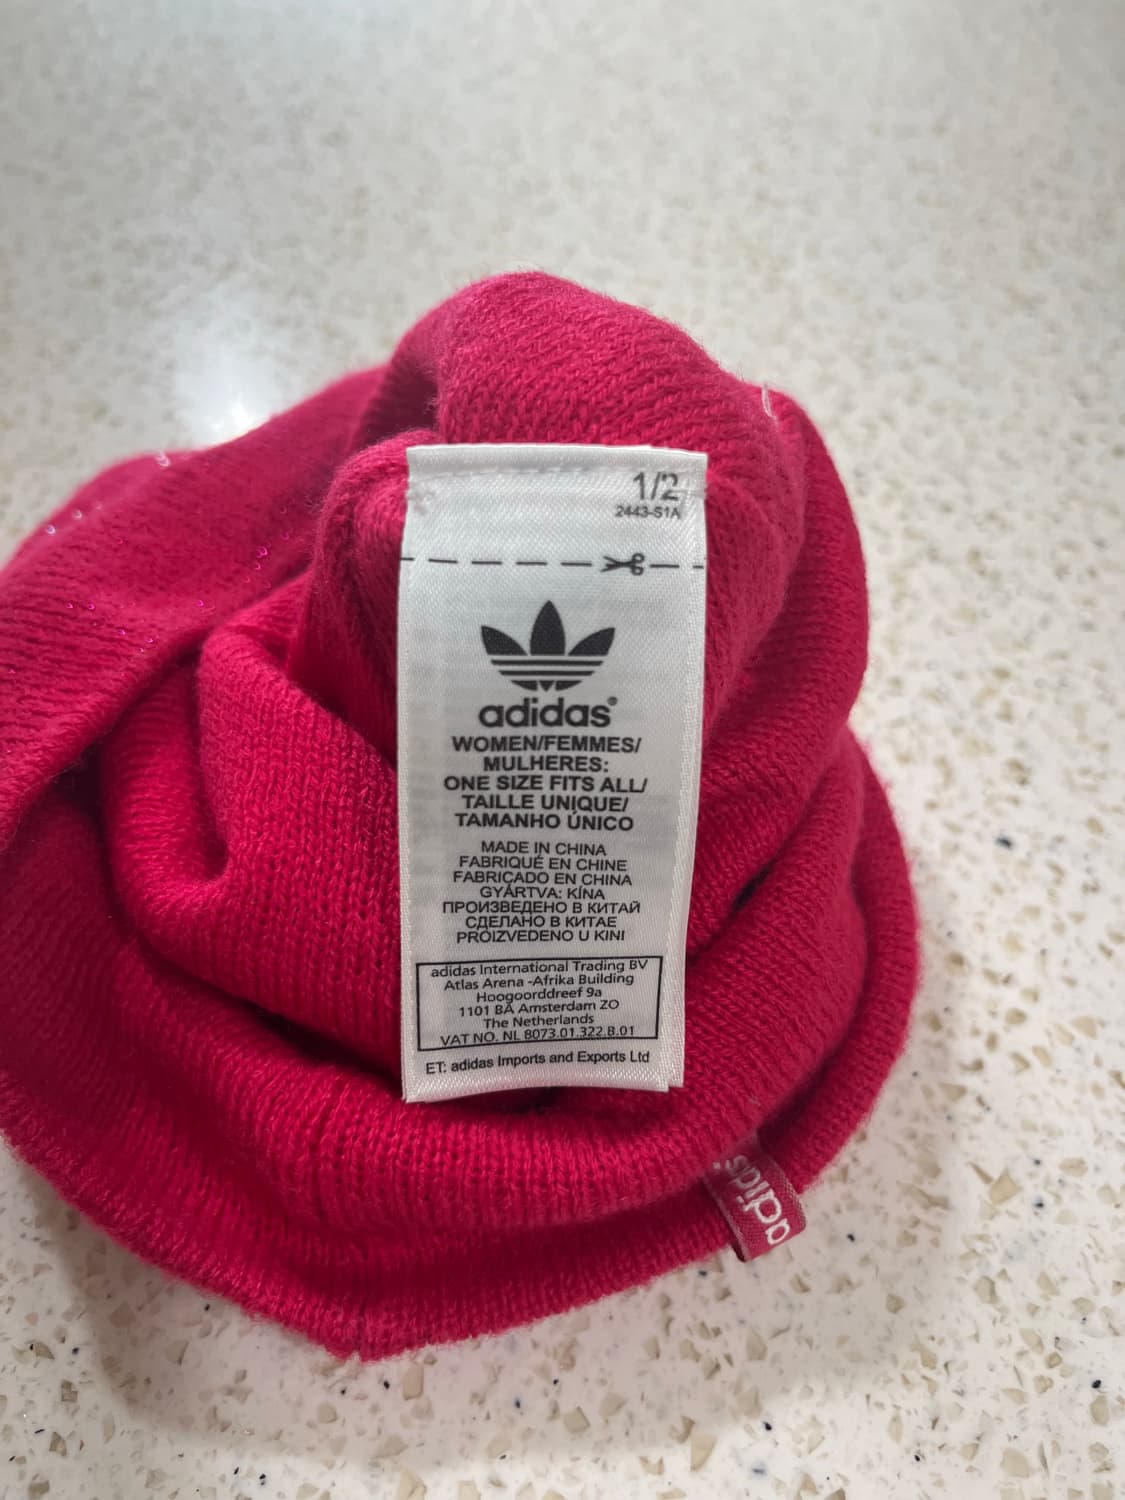 1/2
2443-S1A
adidas®
WOMEN/FEMMES/
MULHERES:
ONE SIZE FITS ALL/
TAILLE UNIQUE/
TAMANHO ÚNICO
MADE IN CHINA
FABRIQUÉ EN CHINE
FABRICADO EN CHINA
GYÁRTVA: KÍNA
ПРОИЗВЕДЕНО В КИТАЙ
СДЕЛАНО В КИТАЕ
PROIZVEDENO U KINI
adidas International Trading BV
Atlas Arena -Afrika Building
Hoogoorddreef 9a
1101 BA Amsterdam ZO
The Netherlands
VAT NO. NL 8073.01.322.B.01
ET: adidas Imports and Exports Ltd
adidas